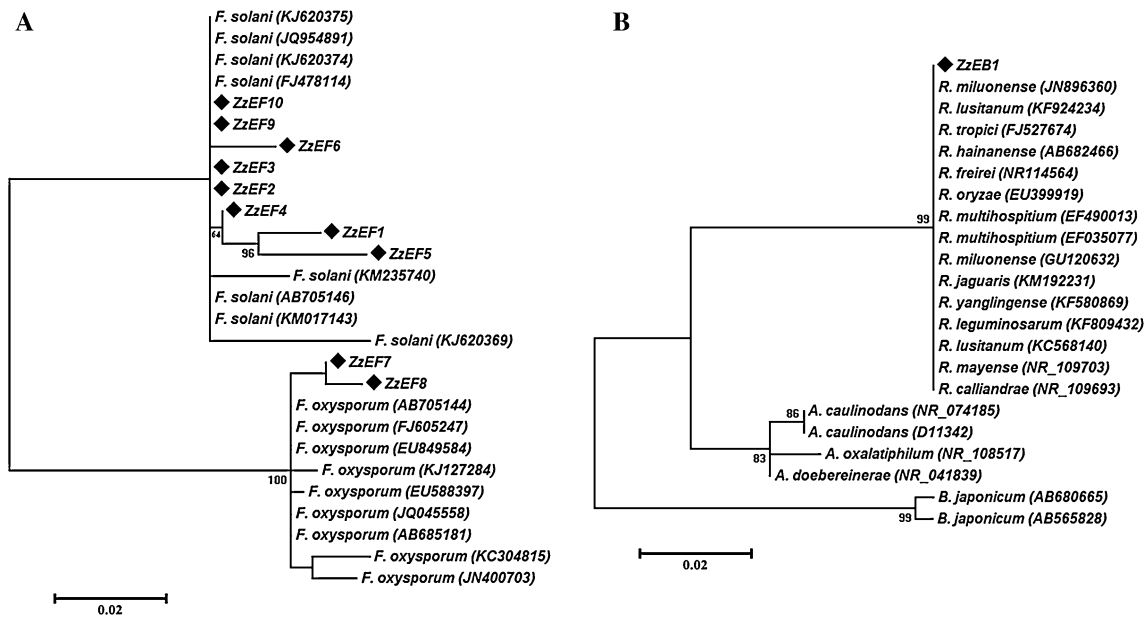 A
F. solani (KJ620375)
F. solani (JQ954891)
F. solani (KJ620374)
F. solani (FJ478114)
ZzEF10
ZzEF9
ZzEF6
ZzEF3
ZzEF2
ZzEF4
64
ZzEF1
96
ZzEF5
F. solani (KM235740)
F. solani (AB705146)
F. solani (KM017143)
F. solani (KJ620369)
ZzEF7
ZzEF8
F. oxysporum (AB705144)
F. oxysporum (FJ605247)
F. oxysporum (EU849584)
F. oxysporum (KJ127284)
100
F. oxysporum (EU588397)
F. oxysporum (JQ045558)
F. oxysporum (AB685181)
F. oxysporum (KC304815)
F. oxysporum (JN400703)
0.02
B
ZzEB1
R. miluonense (JN896360)
R. lusitanum (KF924234)
R. tropici (FJ527674)
R. hainanense (AB682466)
R. freirei (NR114564)
R. oryzae (EU399919)
R. multihospitium (EF490013)
99
R. multihospitium (EF035077)
R. miluonense (GU120632)
R. jaguaris (KM192231)
R. yanglingense (KF580869)
R. leguminosarum (KF809432)
R. lusitanum (KC568140)
R. mayense (NR_109703)
R. calliandrae (NR_109693)
86
A. caulinodans (NR_074185)
A. caulinodans (D11342)
83
A. oxalatiphilum (NR_108517)
A. doebereinerae (NR_041839)
B. japonicum (AB680665)
99
B. japonicum (AB565828)
0.02